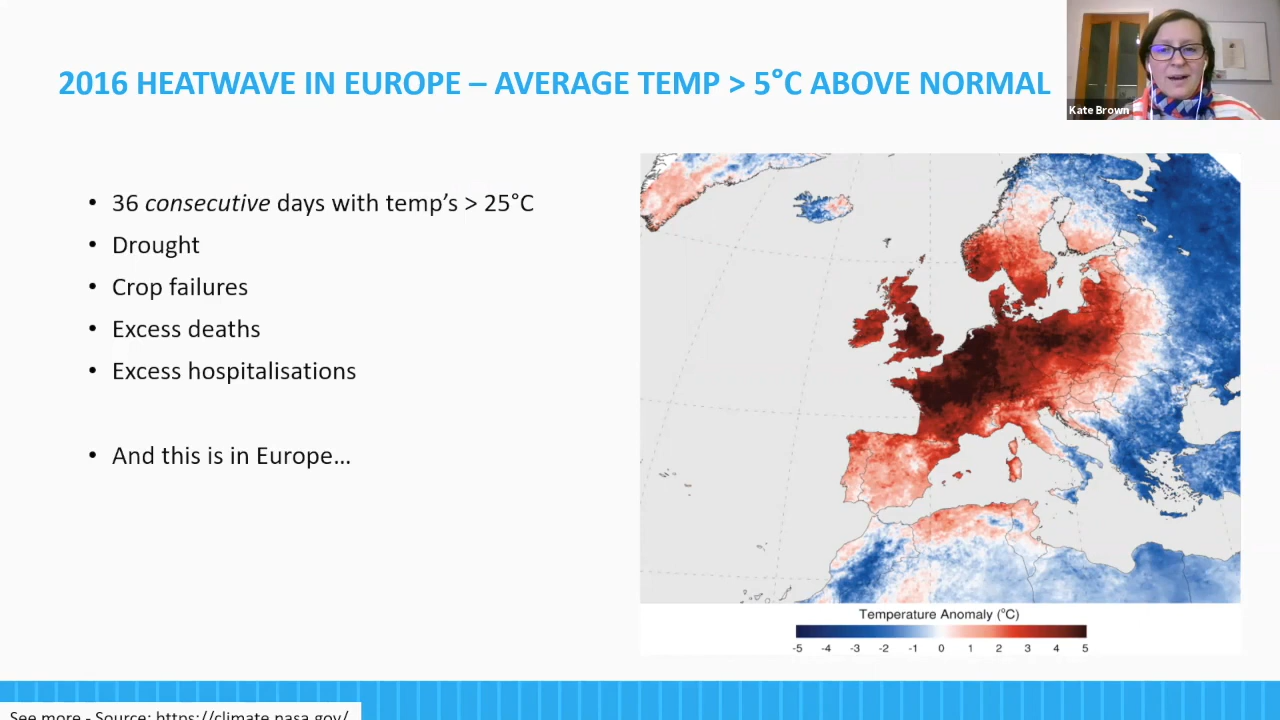 2016 HEATWAVE IN EUROPE – AVERAGE TEMP > 5°C ABOVE NORMAL
Kate Brown
• 36 consecutive days with temp's > 25°C
• Drought
• Crop failures
• Excess deaths
• Excess hospitalisations
• And this is in Europe…
Temperature Anomaly (°C)
-5 -4 -3 -2 -1 0 1 2 3 4 5
See more - Source: https://climate.nasa.gov/